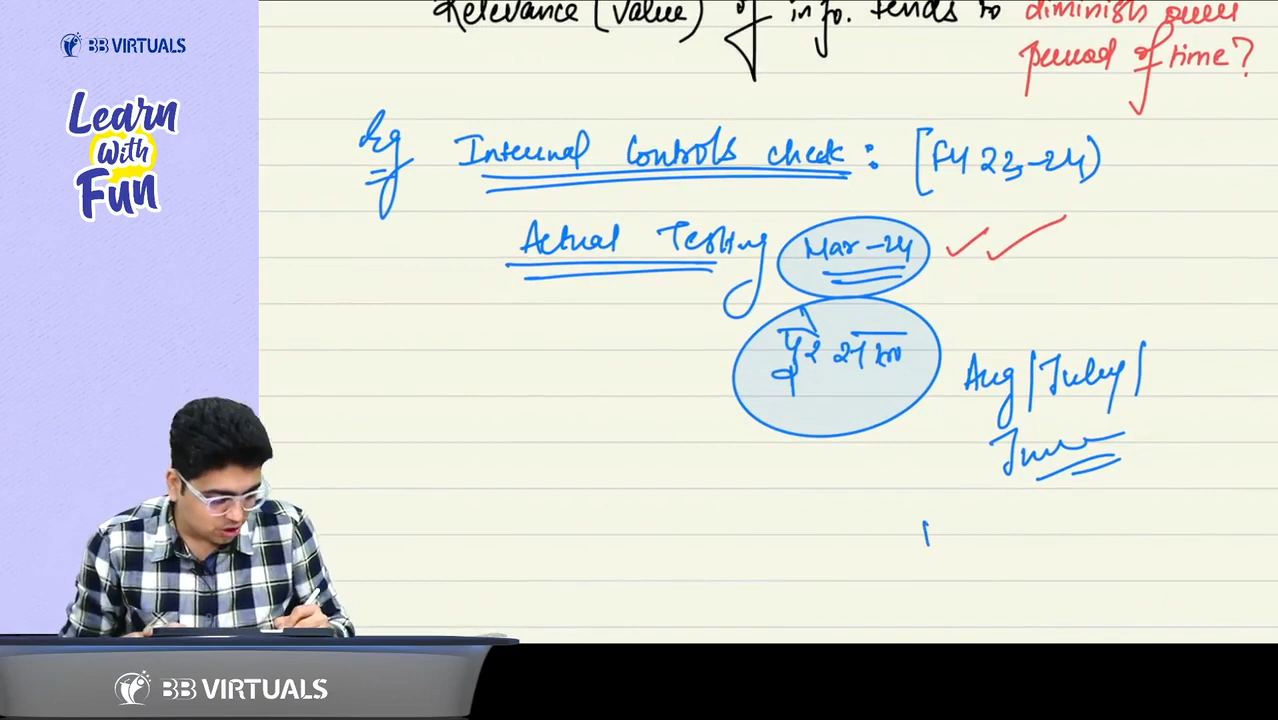 BB VIRTUALS
Learn
With
Fun
Relevance (Value) of info. tends to diminish over
period of time?
Eg Internal Controls check : [FY 23-24)
Actual Testing Mar-24
Aug/July/
June
BB VIRTUALS